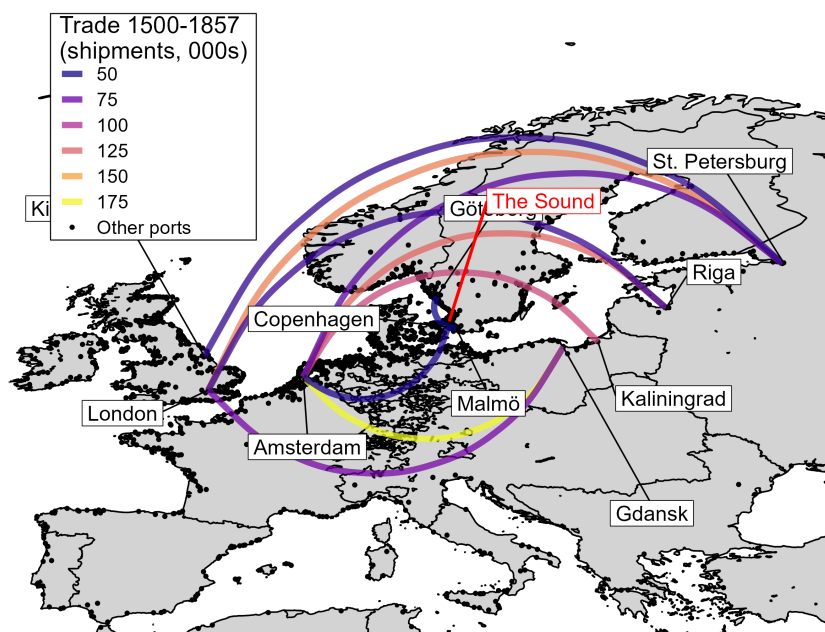 Trade 1500-1857
(shipments, 000s)
50
75
100
125
150
175
Other ports
St. Petersburg
The Sound
Riga
Copenhagen
Malmö
Kaliningrad
London
Amsterdam
Gdansk